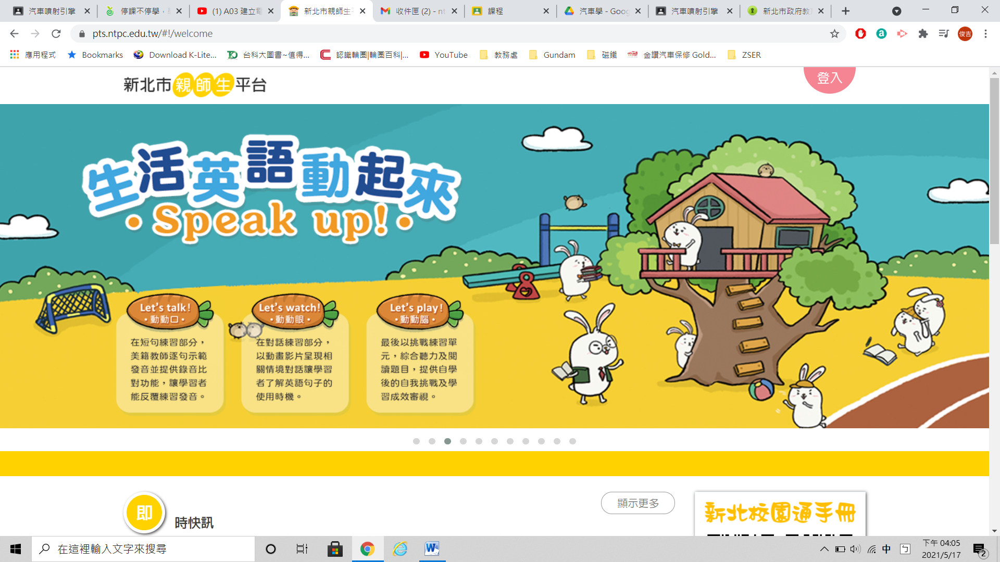 汽車噴射引擎
停課不停學，
(1) A03 建立電
新北市親師生平
收件匣 (2) - nt
課程
汽車學 - Goog
汽車噴射引擎
新北市政府教
pts.ntpc.edu.tw/#!/welcome
俊吉
應用程式
Bookmarks
Download K-Lite...
台科大圖書~值得...
認識輪圈|輪圈百科|...
YouTube
教務處
Gundam
磁鐵
金讚汽車保修 Gold...
ZSER
新北市親師生平台
登入
生活英語動起來
• Speak up! •
Let's talk!
•動動口•
在短句練習部分，
美籍教師逐句示範
發音並提供錄音比
對功能，讓學習者
能反覆練習發音。
Let's watch!
•動動眼•
在對話練習部分，
以動畫影片呈現相
關情境對話讓學習
者了解英語句子的
使用時機。
Let's play!
•動動腦•
最後以挑戰練習單
元，綜合聽力及閱
讀題目，提供自學
後的自我挑戰及學
習成效審視。
即時快訊
顯示更多
新北校園通手冊
在這裡輸入文字來搜尋
中
ㄅ
下午 04:05
2021/5/17
2